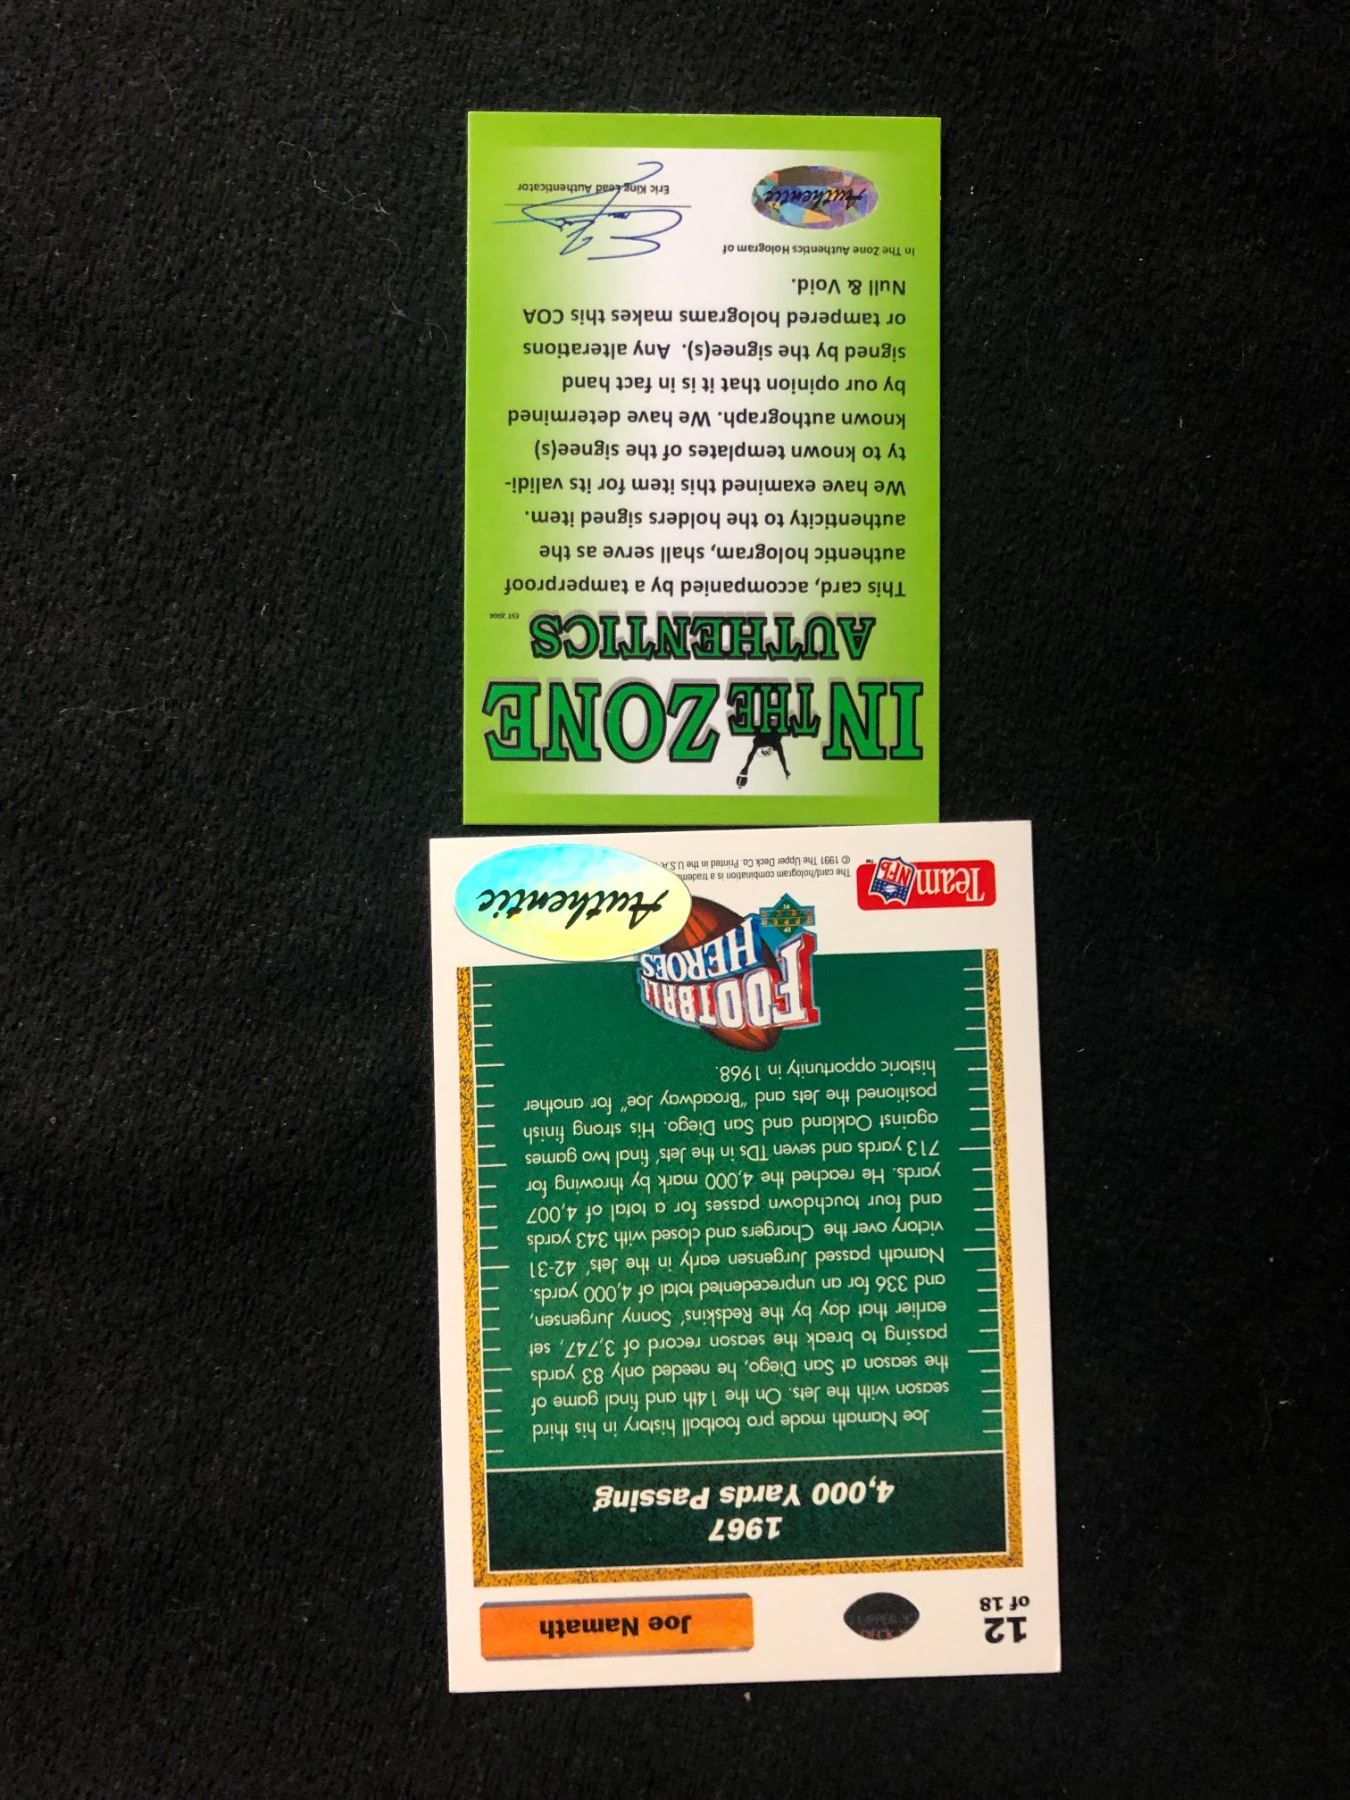 12
of 18
UPPER
DECK
Joe Namath
1967
4,000 Yards Passing
Joe Namath made pro football history in his third
season with the Jets. On the 14th and final game of
the season at San Diego, he needed only 83 yards
passing to break the season record of 3,747, set
earlier that day by the Redskins' Sonny Jurgensen,
and 336 for an unprecedented total of 4,000 yards.
Namath passed Jurgensen early in the Jets' 42-31
victory over the Chargers and closed with 343 yards
and four touchdown passes for a total of 4,007
yards. He reached the 4,000 mark by throwing for
713 yards and seven TDs in the Jets' final two games
against Oakland and San Diego. His strong finish
positioned the Jets and "Broadway Joe" for another
historic opportunity in 1968.
FOOTBALL
HEROES
UPPER
DECK
Team
NFL
TM
The card/hologram combination is a
© 1991 The Upper Deck Co. Printed in the U.S.A.
Authentic
IN THE ZONE
AUTHENTICS
EST 2004
This card, accompanied by a tamperproof
authentic hologram, shall serve as the
authenticity to the holders signed item.
We have examined this item for its validi-
ty to known templates of the signee(s)
known authograph. We have determined
by our opinion that it is in fact hand
signed by the signee(s). Any alterations
or tampered holograms makes this COA
Null & Void.
In The Zone Authentics Hologram of
Authentic
Eric King Lead Authenticator